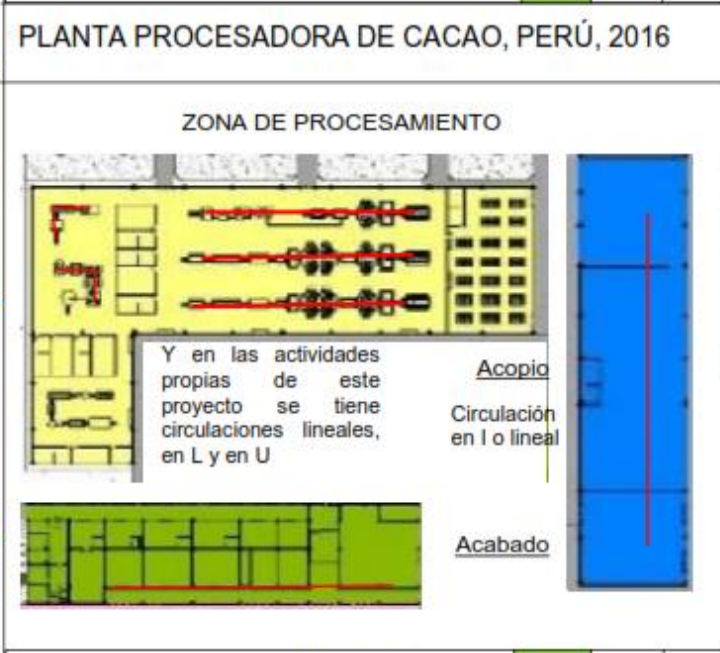 PLANTA PROCESADORA DE CACAO, PERÚ, 2016
ZONA DE PROCESAMIENTO
Y en las actividades
propias de este
proyecto se tiene
circulaciones lineales,
en L y en U
Acopio
Circulación
en I o lineal
Acabado